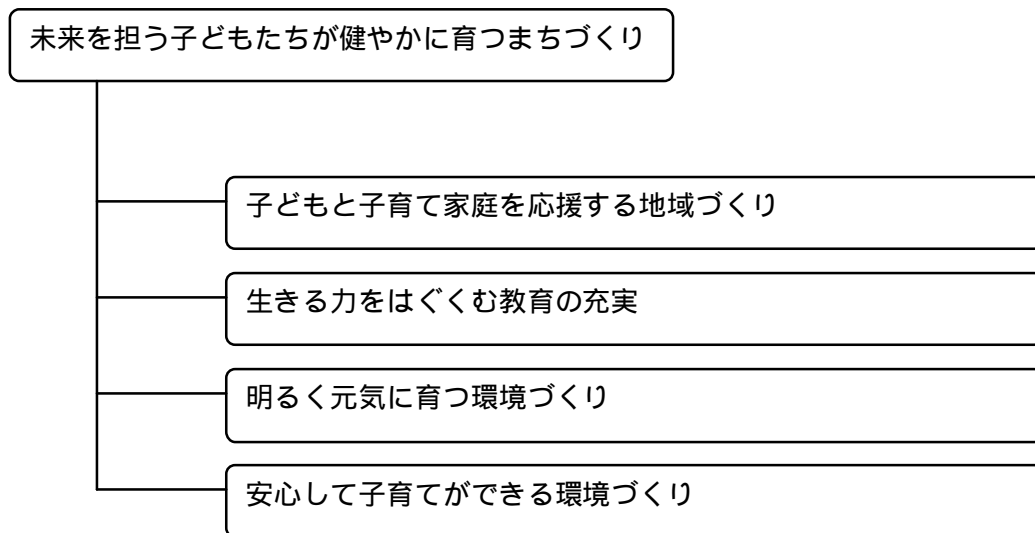 未来を担う子どもたちが健やかに育つまちづくり
子どもと子育て家庭を応援する地域づくり
生きる力をはぐくむ教育の充実
明るく元気に育つ環境づくり
安心して子育てができる環境づくり